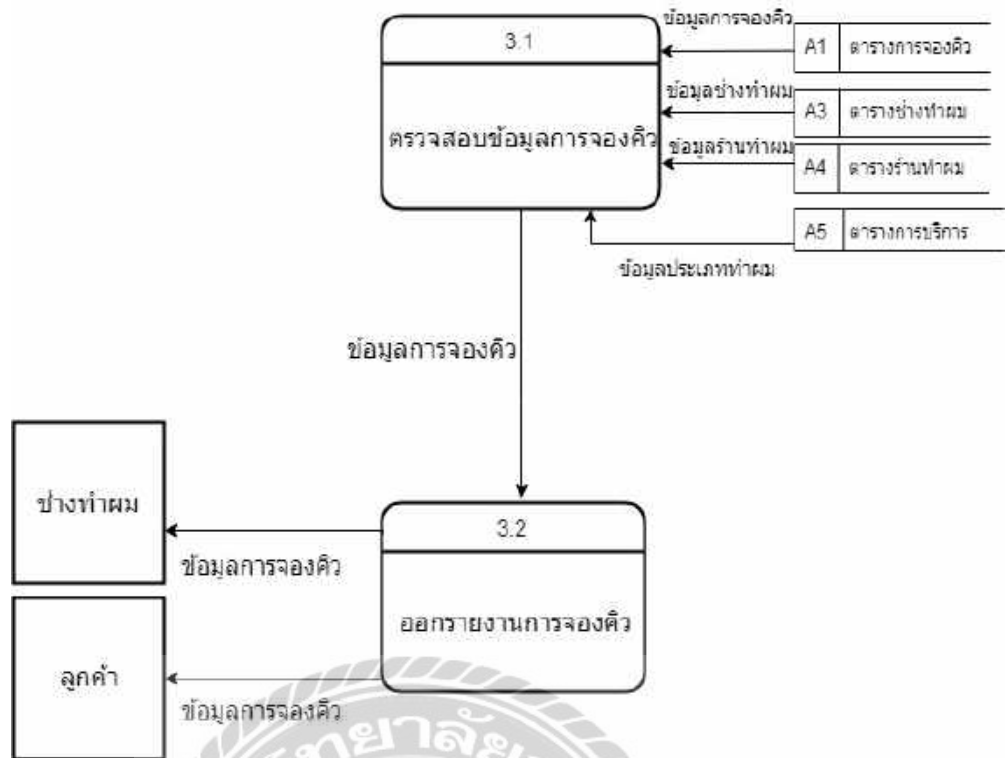 ข้อมูลการจองคิว
3.1
A1 ตารางการจองคิว
ข้อมูลช่างทำผม
A3 ตารางช่างทำผม
ตรวจสอบข้อมูลการจองคิว
ข้อมูลร้านทำผม
A4 ตารางร้านทำผม
A5 ตารางการบริการ
ข้อมูลประเภททำผม
ข้อมูลการจองคิว
ช่างทำผม
3.2
ข้อมูลการจองคิว
ออกรายงานการจองคิว
ลูกค้า
ข้อมูลการจองคิว